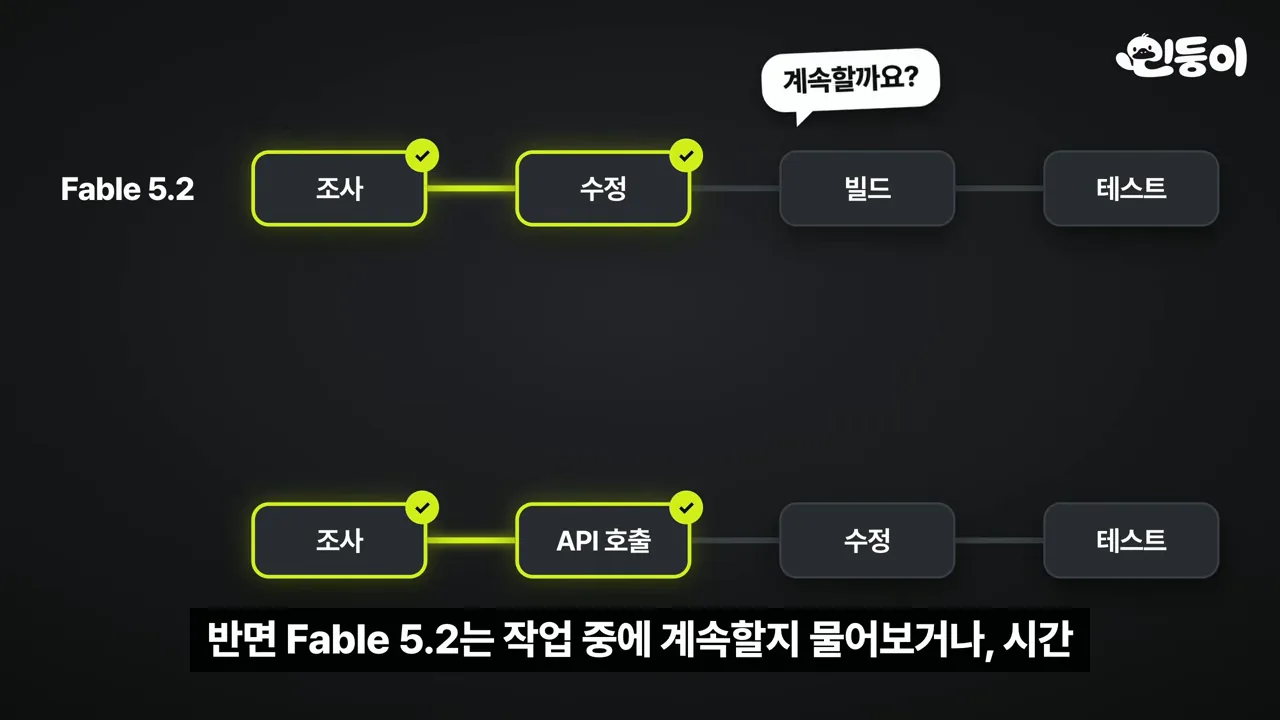 인둥이
계속할까요?
Fable 5.2
조사
수정
빌드
테스트
조사
API 호출
수정
테스트
반면 Fable 5.2는 작업 중에 계속할지 물어보거나, 시간